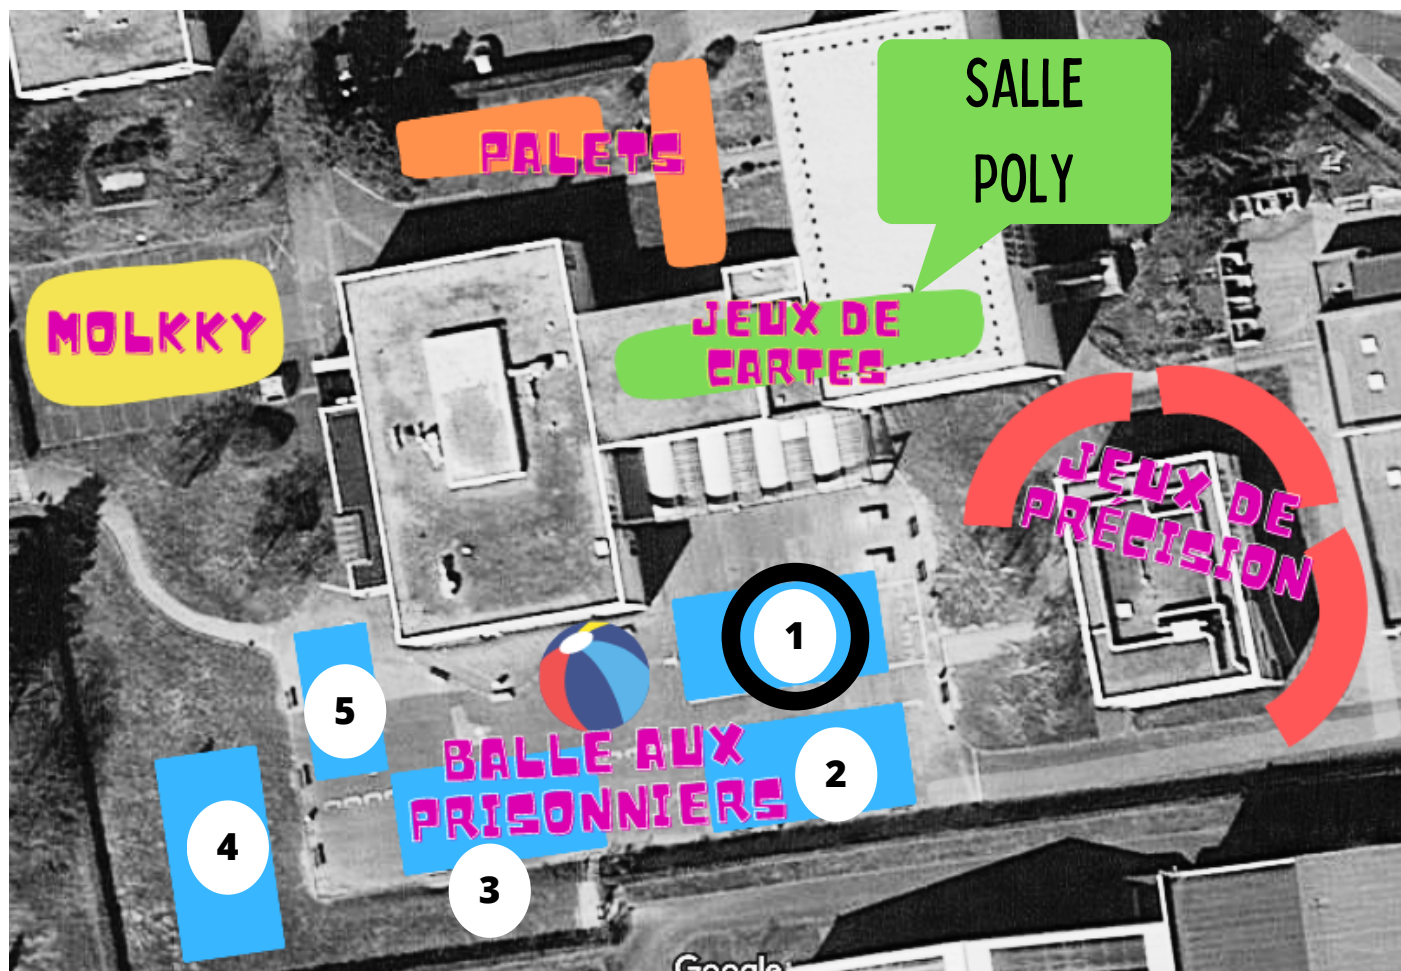 SALLE
POLY
PALETS
MOLKKY
JEUX DE
CARTES
JEUX DE
PRÉCISION
1
5
BALLE AUX
PRISONNIERS
2
4
3
Google